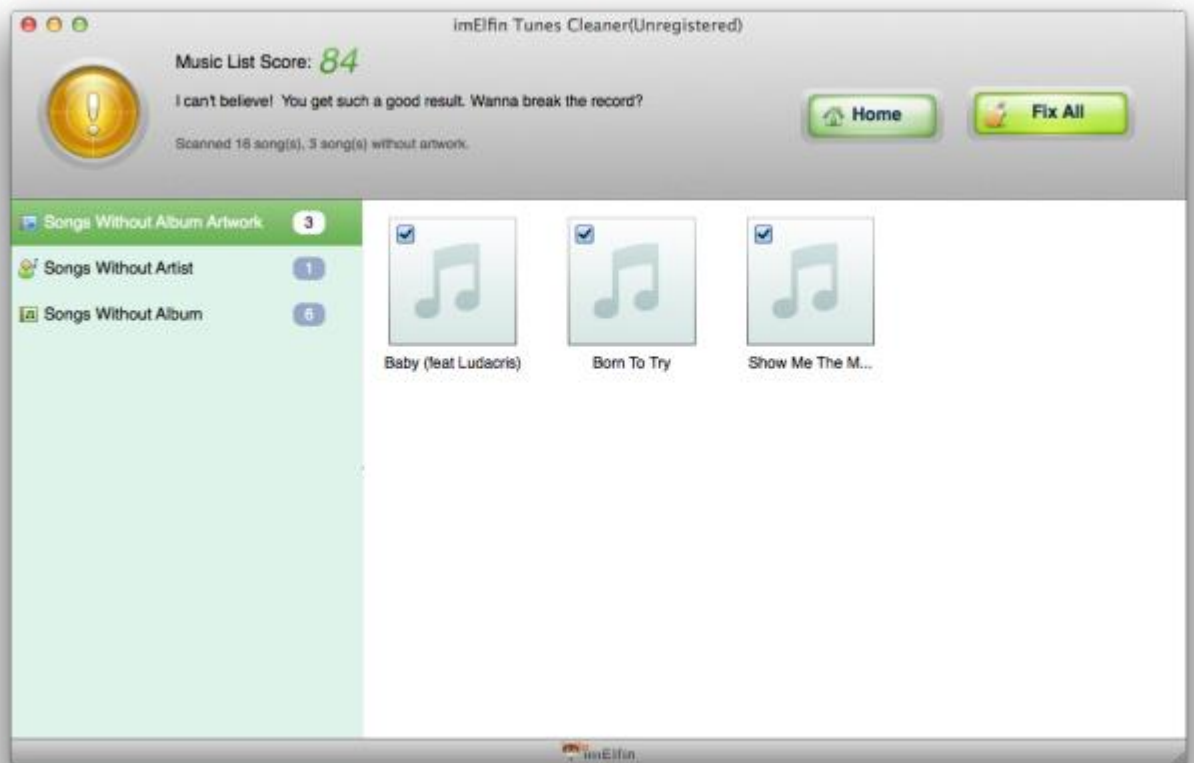 imElfin Tunes Cleaner(Unregistered)
Music List Score: 84
I can't believe! You get such a good result. Wanna break the record?
Scanned 16 song(s), 3 song(s) without artwork.
Home
Fix All
Songs Without Album Artwork 3
Songs Without Artist 1
Songs Without Album 6
Baby (feat Ludacris)
Born To Try
Show Me The M...
imElfin